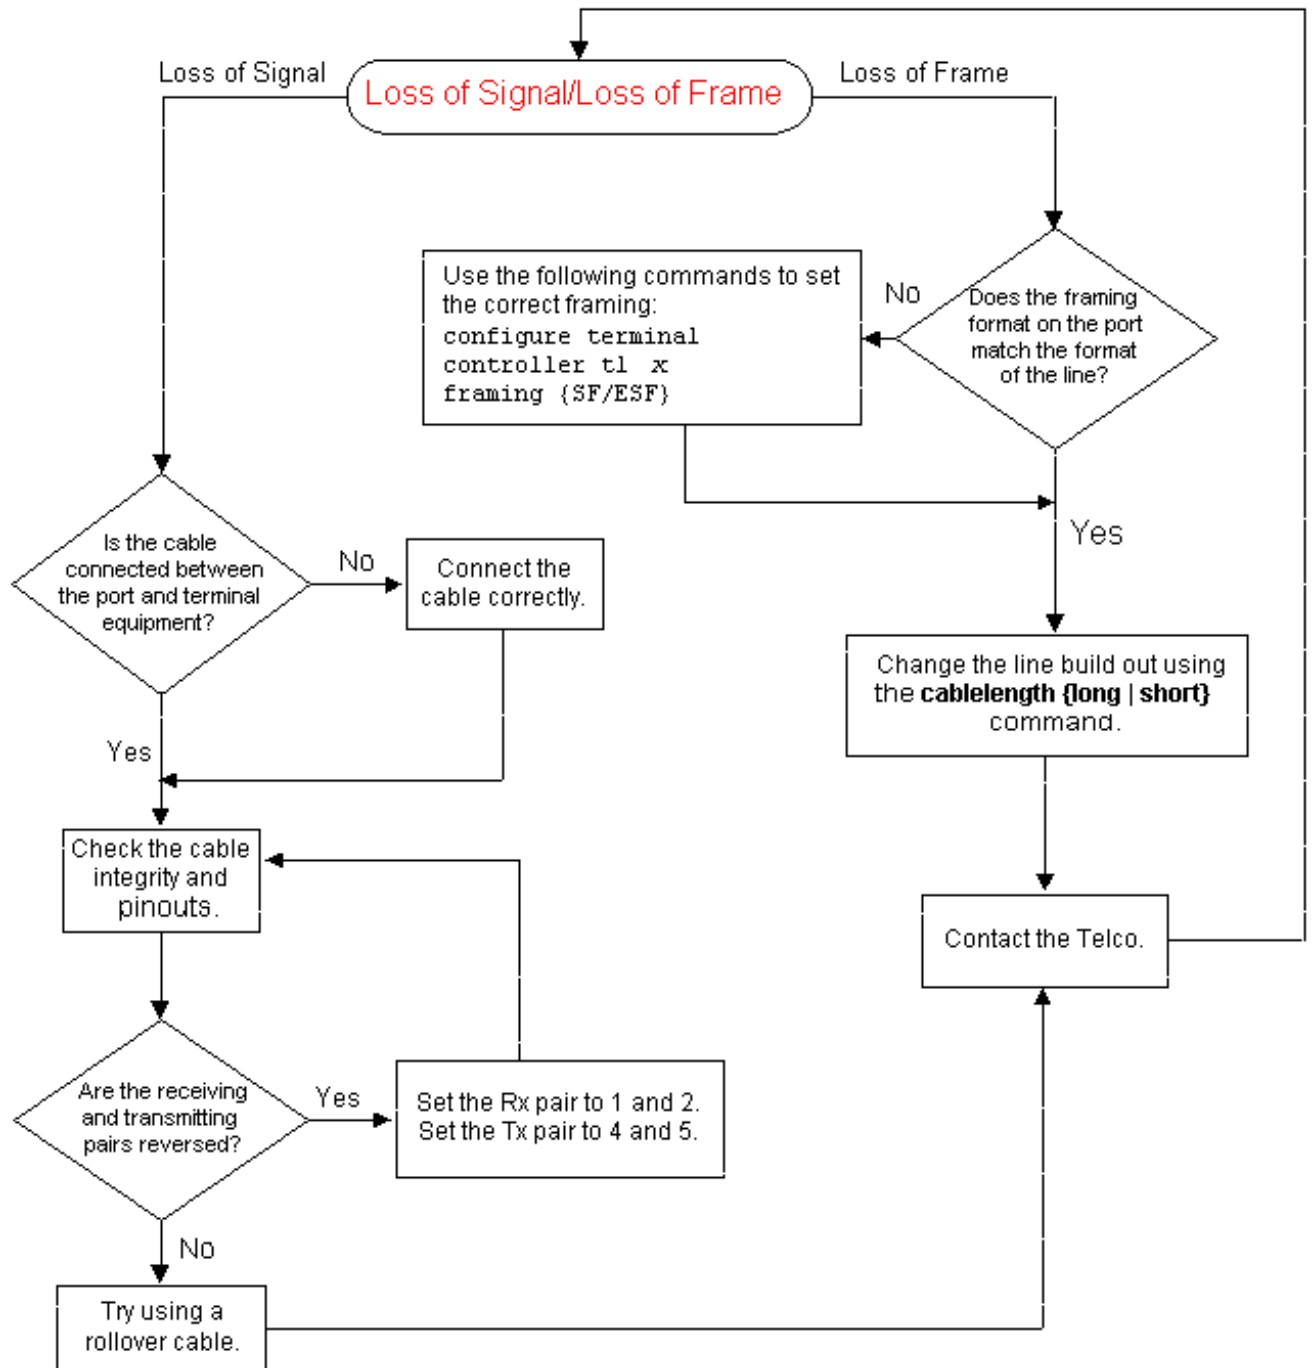 Loss of Signal
Loss of Signal/Loss of Frame
Loss of Frame
Use the following commands to set
the correct framing:
configure terminal
controller tl x
framing {SF/ESF}
No
Does the framing
format on the port
match the format
of the line?
Yes
Is the cable
connected between
the port and terminal
equipment?
No
Connect the
cable correctly.
Yes
Change the line build out using
the cablelength {long | short}
command.
Check the cable
integrity and
pinouts.
Contact the Telco.
Are the receiving
and transmitting
pairs reversed?
Yes
Set the Rx pair to 1 and 2.
Set the Tx pair to 4 and 5.
No
Try using a
rollover cable.